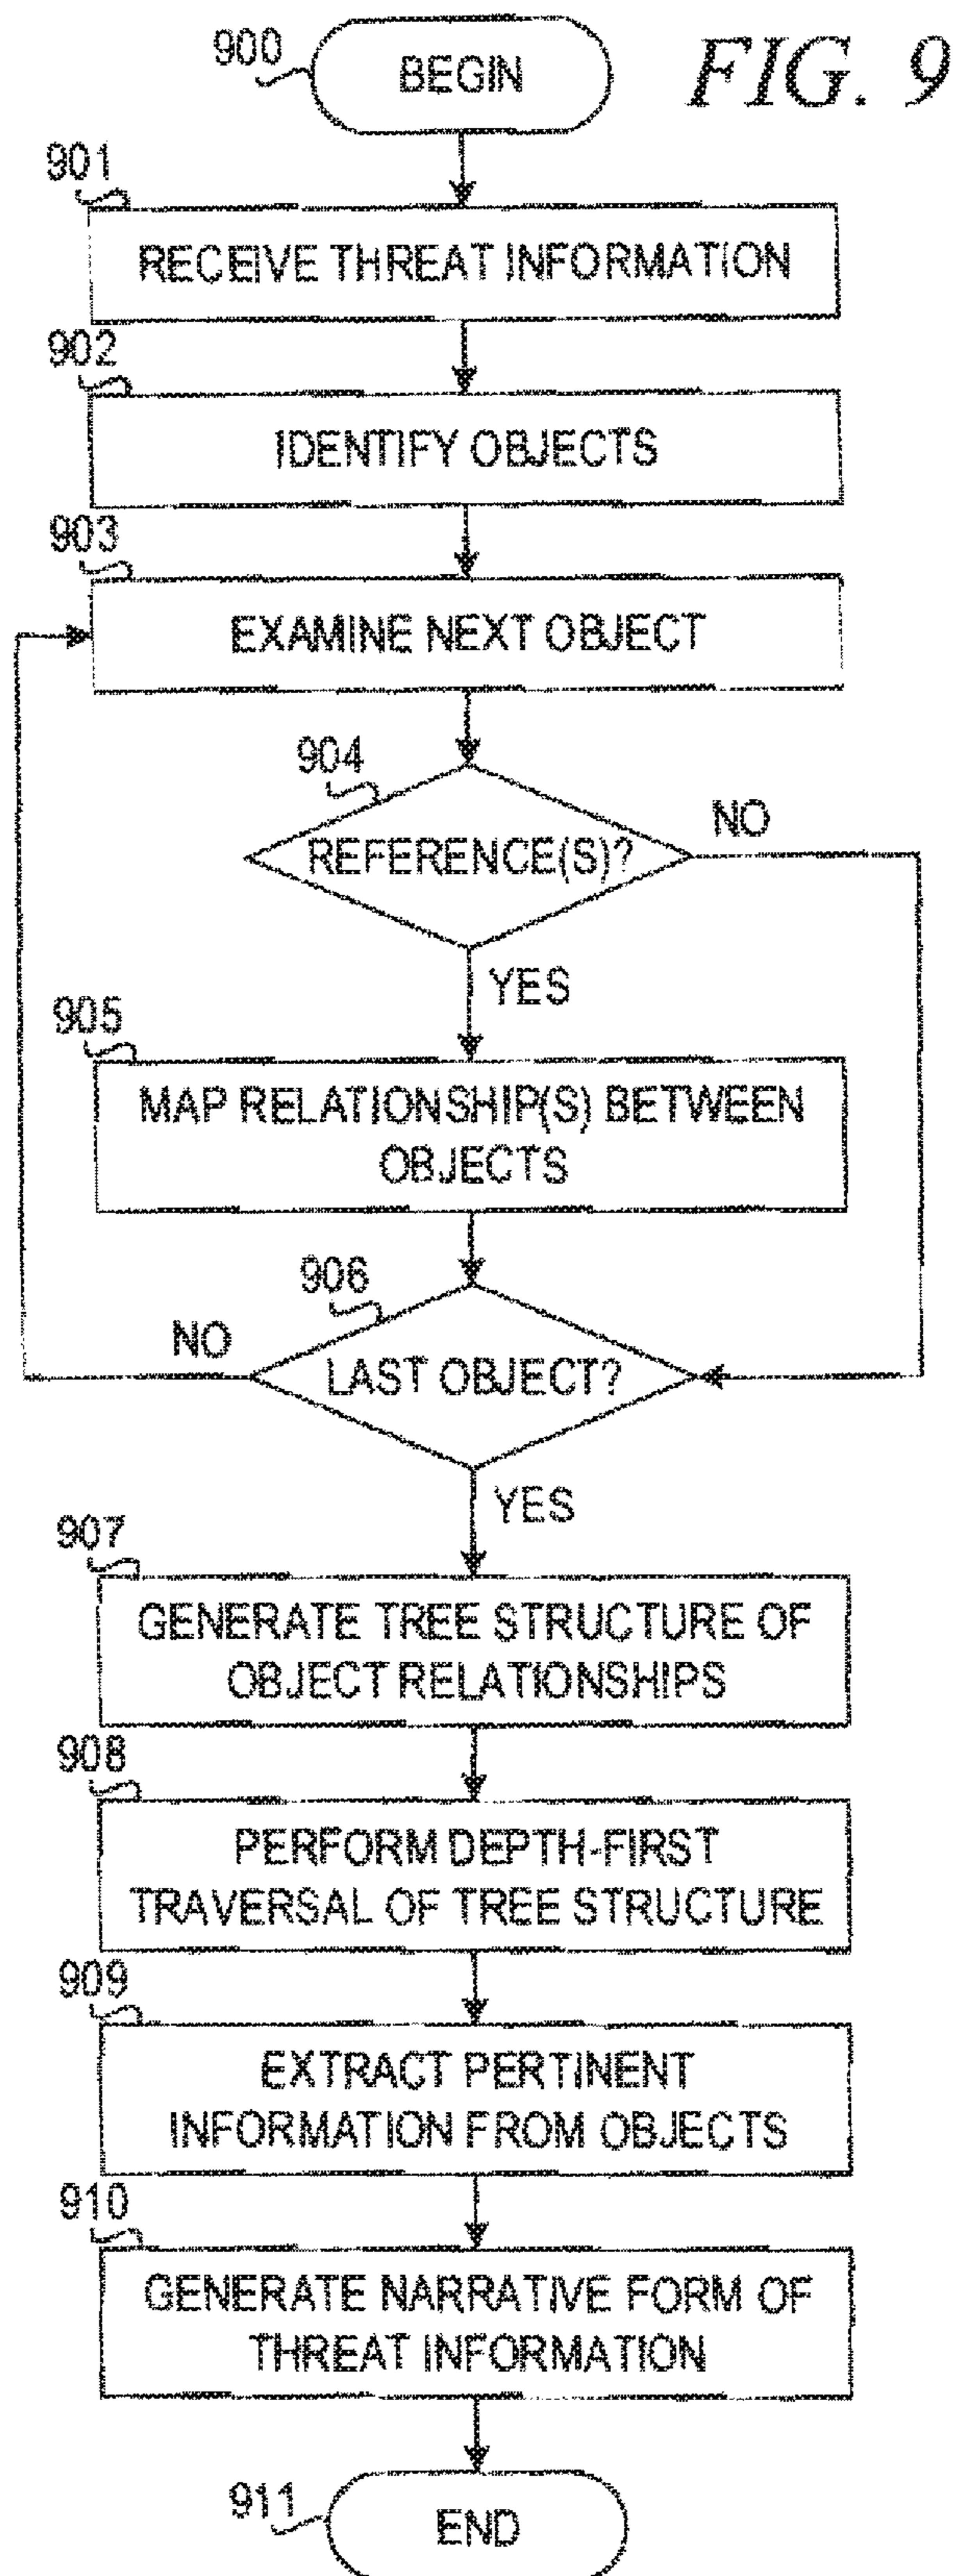 FIG. 9
900
BEGIN
901
RECEIVE THREAT INFORMATION
902
IDENTIFY OBJECTS
903
EXAMINE NEXT OBJECT
904
REFERENCE(S)?
NO
YES
905
MAP RELATIONSHIP(S) BETWEEN
OBJECTS
906
LAST OBJECT?
NO
YES
907
GENERATE TREE STRUCTURE OF
OBJECT RELATIONSHIPS
908
PERFORM DEPTH-FIRST
TRAVERSAL OF TREE STRUCTURE
909
EXTRACT PERTINENT
INFORMATION FROM OBJECTS
910
GENERATE NARRATIVE FORM OF
THREAT INFORMATION
911
END